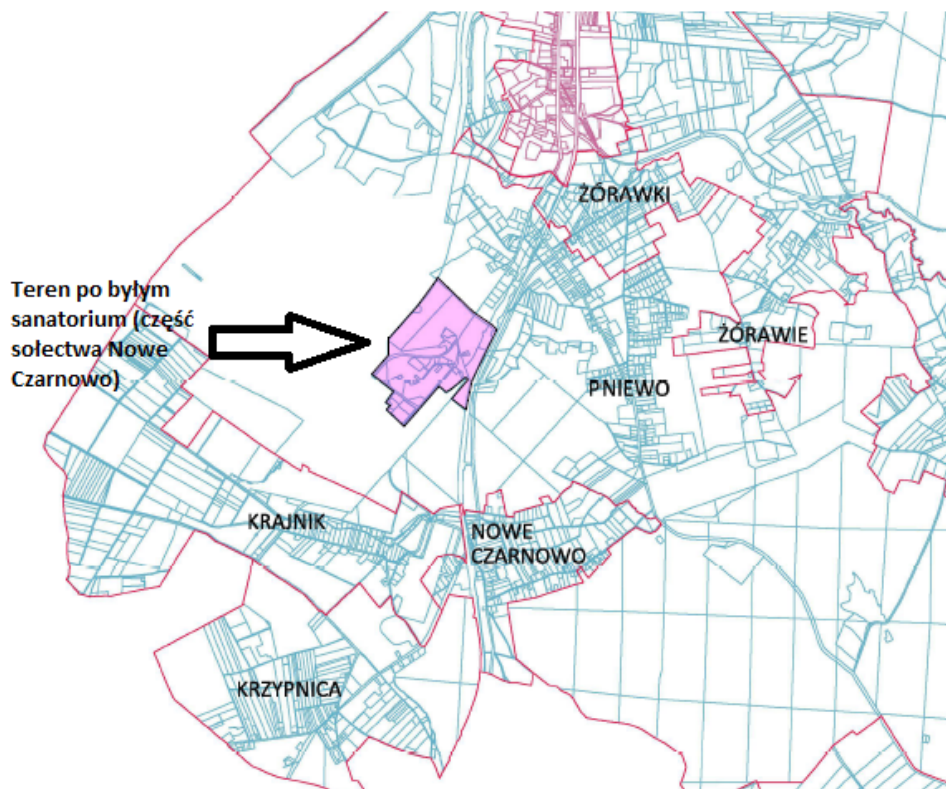 ŻÓRAWKI
Teren po byłym
sanatorium (część
sołectwa Nowe
Czarnowo)
ŻÓRAWIE
PNIEWO
KRAJNIK
NOWE
CZARNOWO
KRZYPNICA